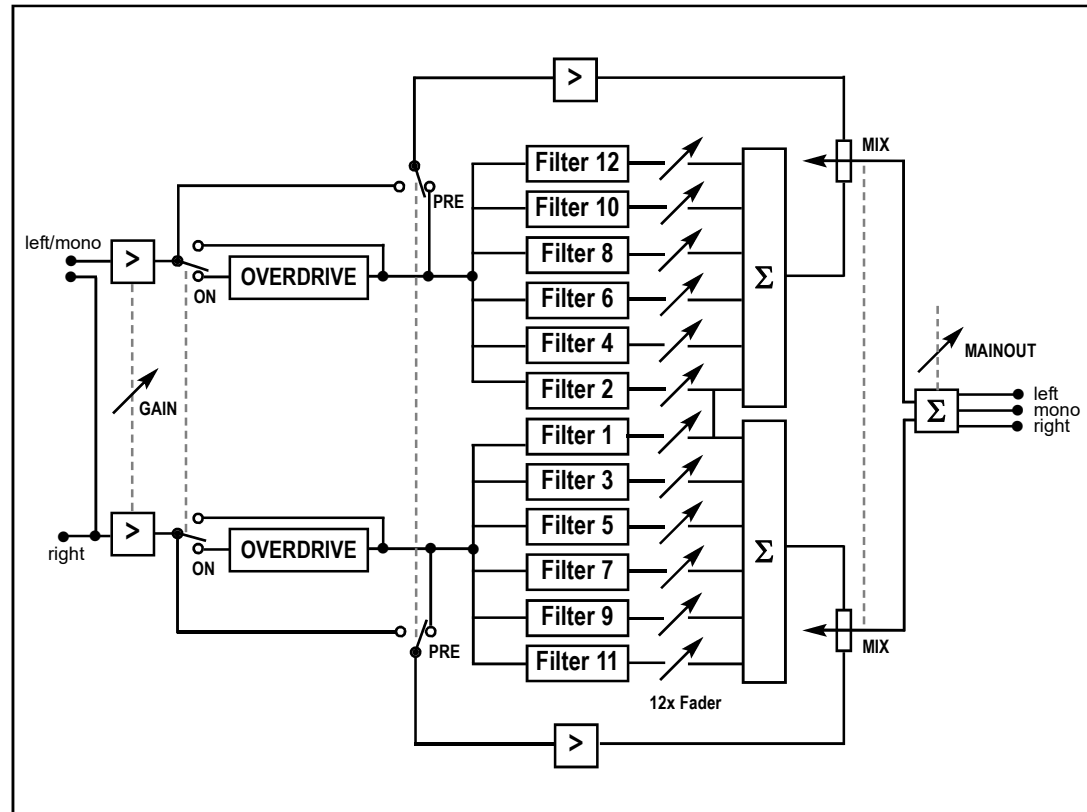 >
Filter 12
MIX
PRE
Filter 10
left/mono
>
Filter 8
OVERDRIVE
Σ
ON
Filter 6
Filter 4
MAINOUT
Filter 2
left
GAIN
Σ
mono
Filter 1
right
Filter 3
>
Filter 5
right
OVERDRIVE
Σ
ON
Filter 7
Filter 9
PRE
MIX
Filter 11
12x Fader
>